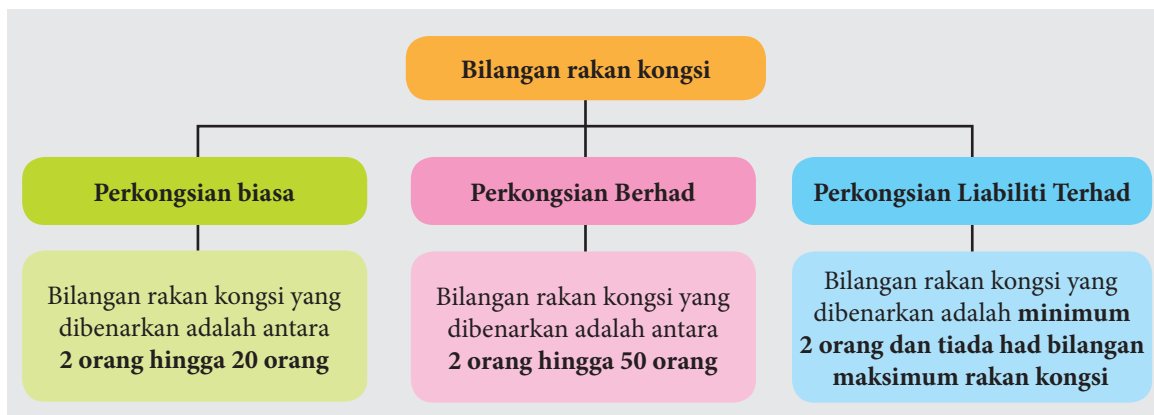 Bilangan rakan kongsi
Perkongsian biasa
Bilangan rakan kongsi yang
dibenarkan adalah antara
2 orang hingga 20 orang
Perkongsian Berhad
Bilangan rakan kongsi yang
dibenarkan adalah antara
2 orang hingga 50 orang
Perkongsian Liabiliti Terhad
Bilangan rakan kongsi yang
dibenarkan adalah minimum
2 orang dan tiada had bilangan
maksimum rakan kongsi